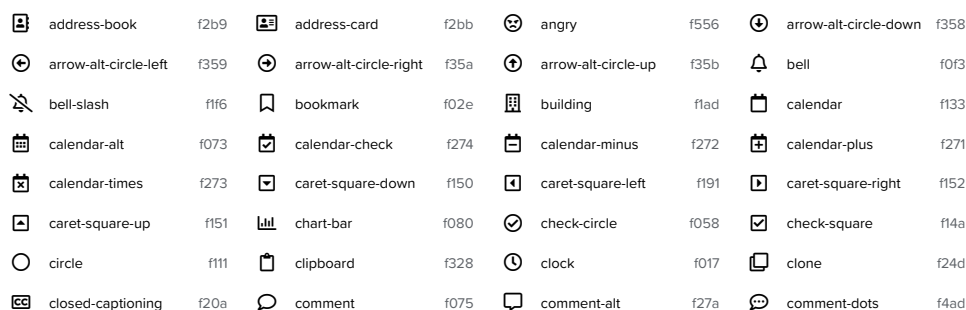 address-book f2b9 address-card f2bb angry f556 arrow-alt-circle-down f358
arrow-alt-circle-left f359 arrow-alt-circle-right f35a arrow-alt-circle-up f35b bell f0f3
bell-slash f1f6 bookmark f02e building f1ad calendar f133
calendar-alt f073 calendar-check f274 calendar-minus f272 calendar-plus f271
calendar-times f273 caret-square-down f150 caret-square-left f191 caret-square-right f152
caret-square-up f151 chart-bar f080 check-circle f058 check-square f14a
circle f111 clipboard f328 clock f017 clone f24d
CC closed-captioning f20a comment f075 comment-alt f27a comment-dots f4ad